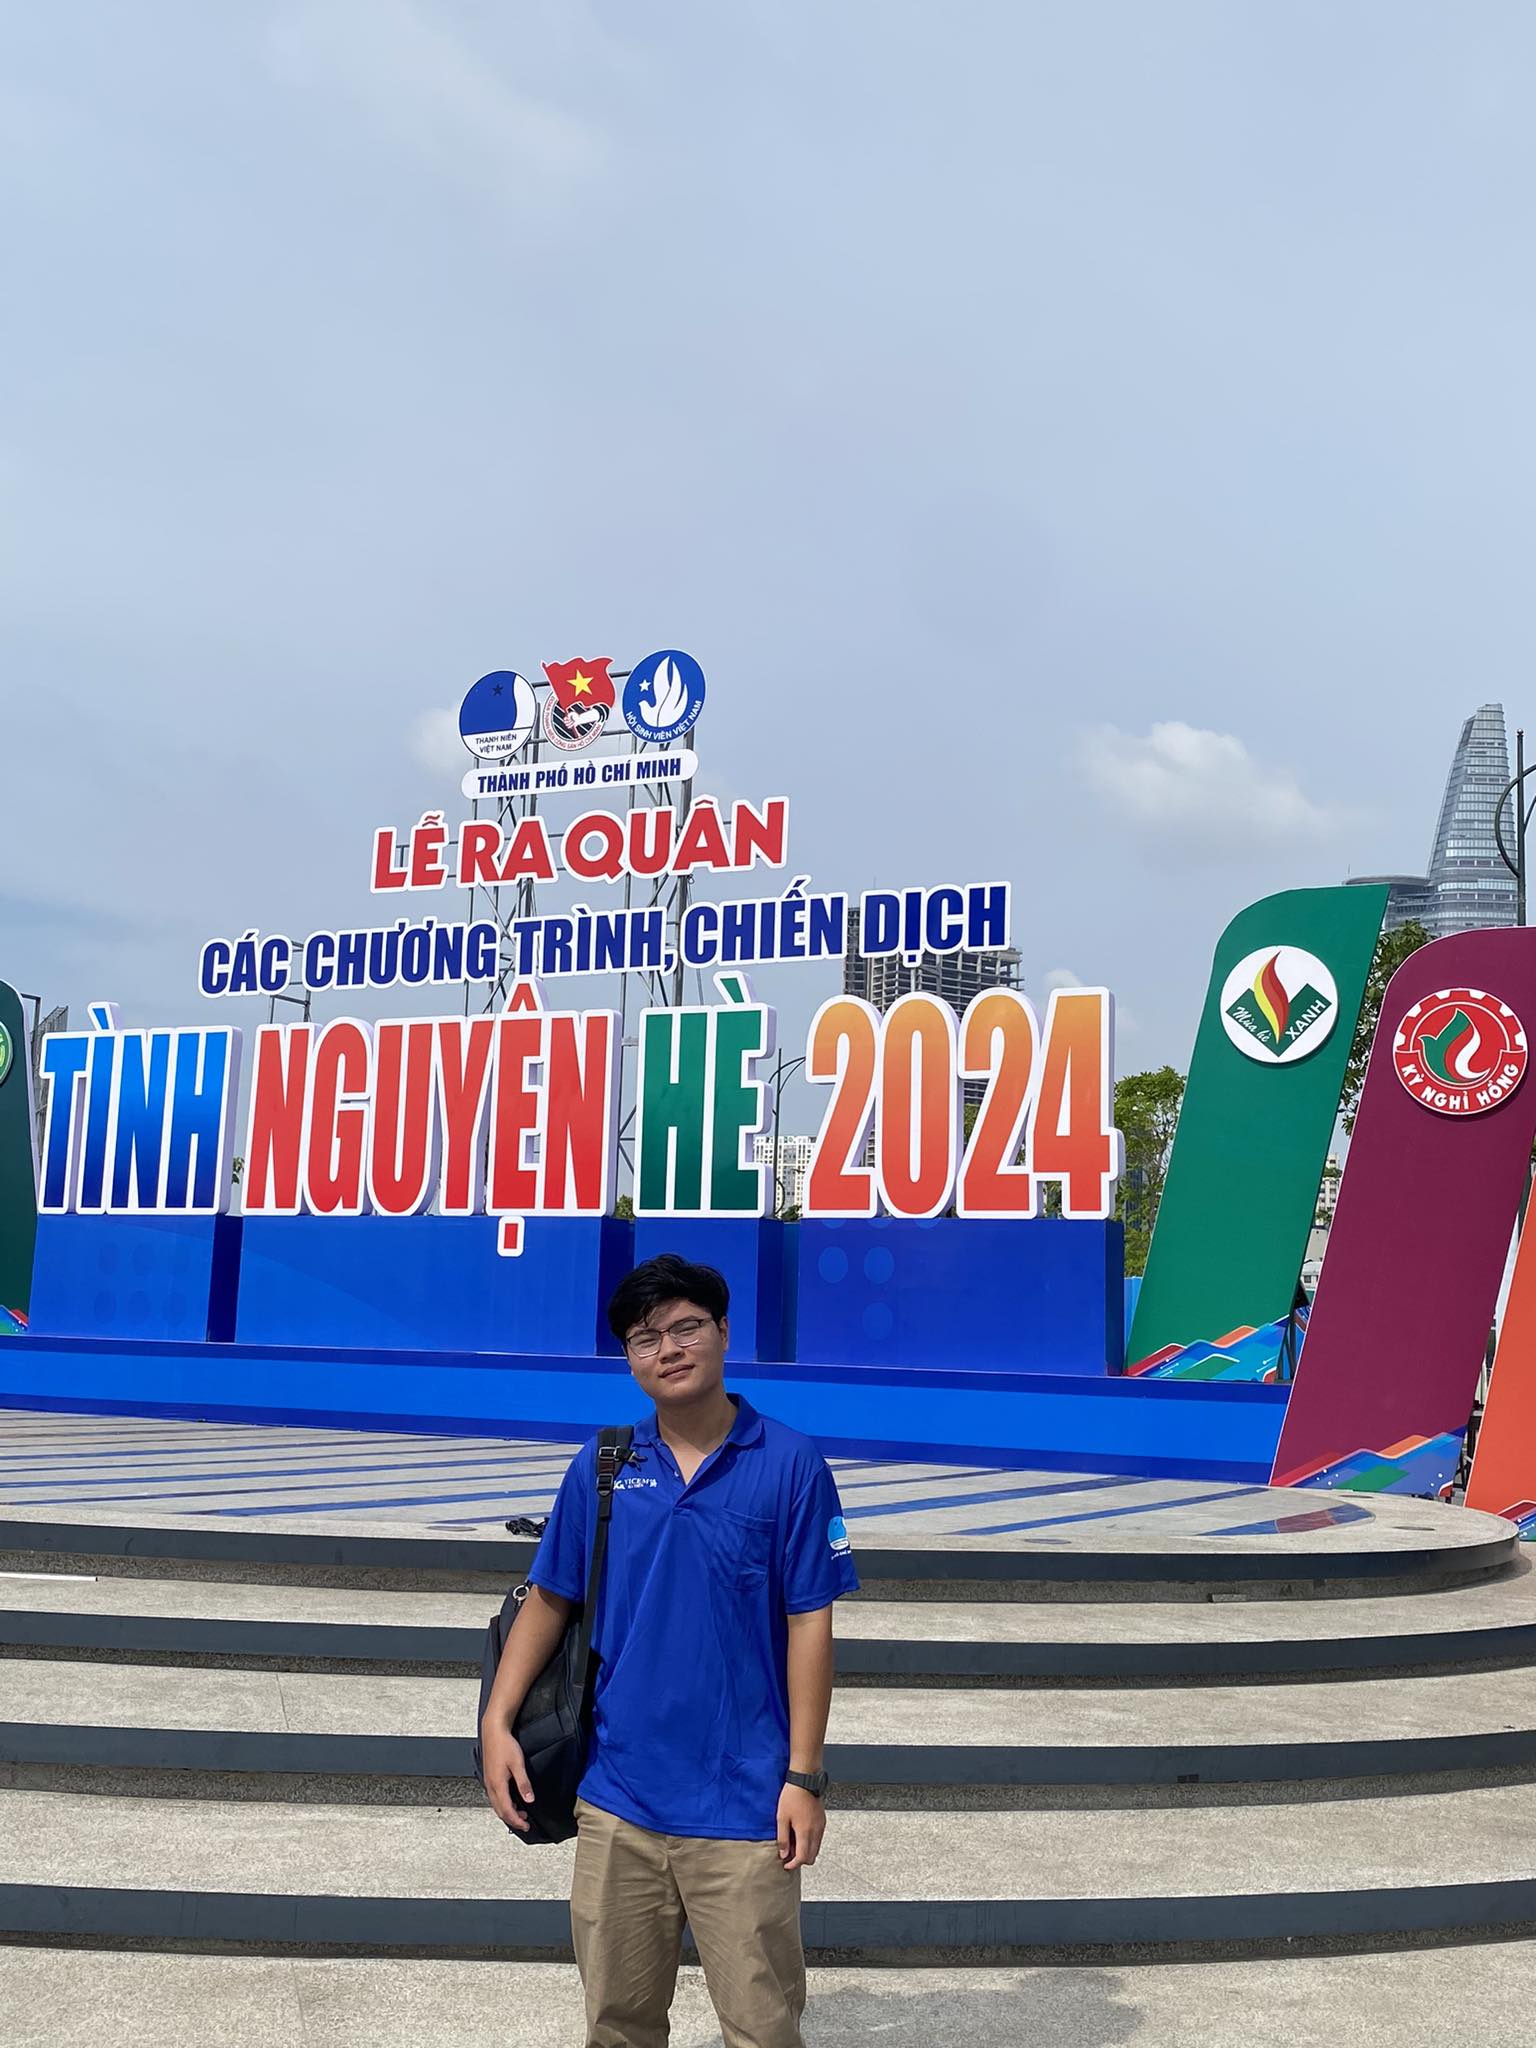 THANH NIÊN
VIỆT NAM
HỘI SINH VIÊN VIỆT NAM
THÀNH PHỐ HỒ CHÍ MINH
LỄ RA QUÂN
CÁC CHƯƠNG TRÌNH, CHIẾN DỊCH
TÌNH NGUYỆN HÈ 2024
Mùa hè
XANH
KỲ NGHỈ HỒNG
VICEM